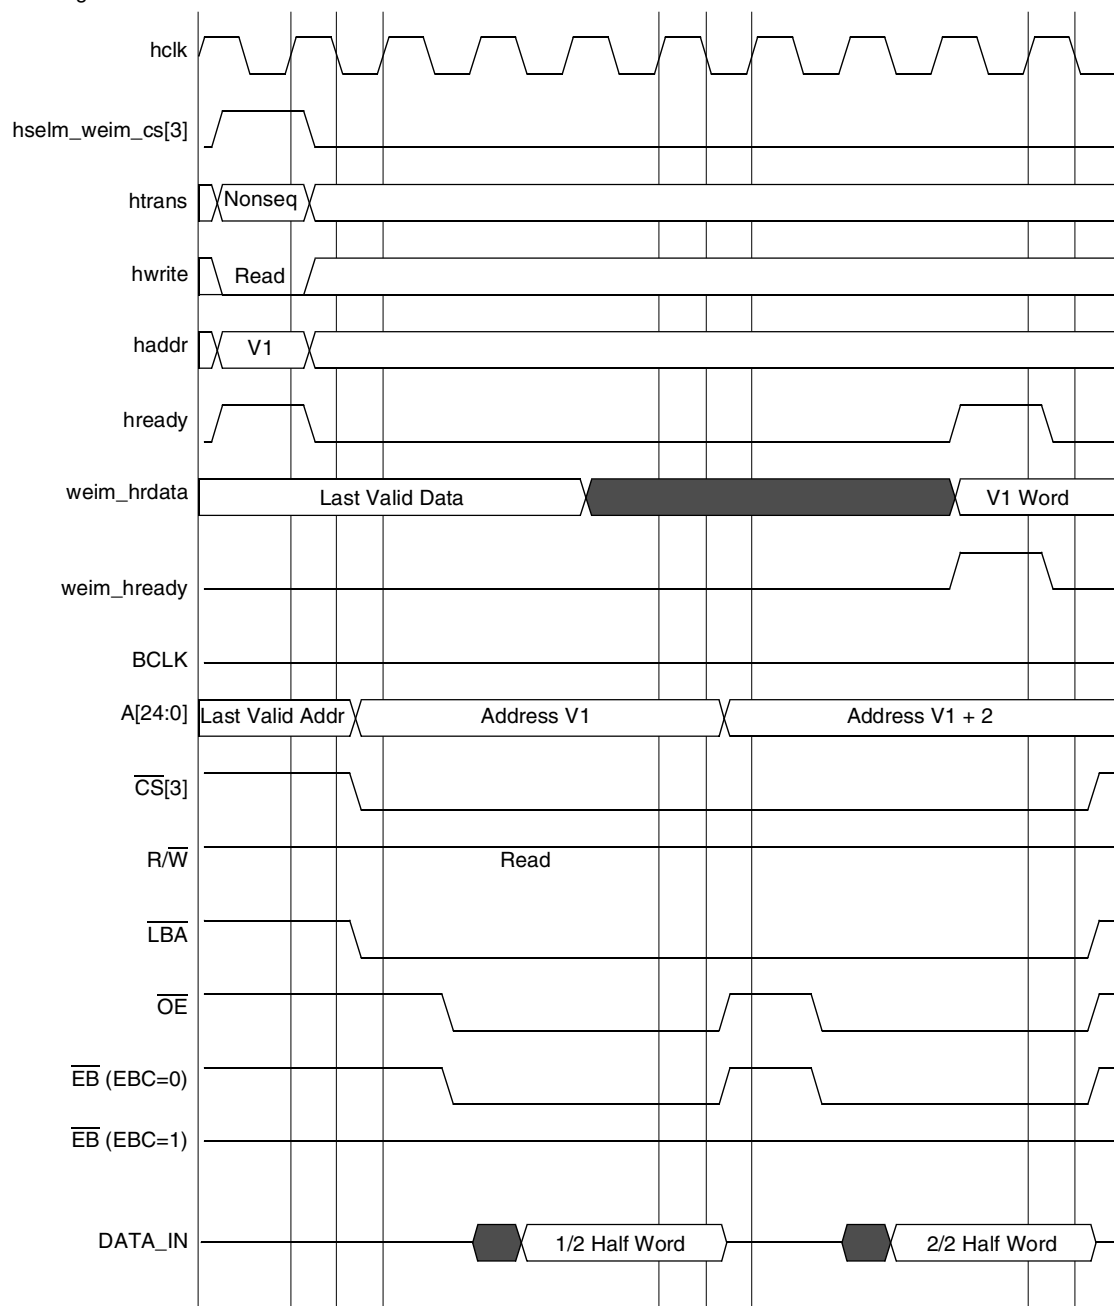 hclk
hselm_weim_cs[3]
htrans Nonseq
hwrite Read
haddr V1
hready
weim_hrdata Last Valid Data V1 Word
weim_hready
BCLK
A[24:0] Last Valid Addr Address V1 Address V1 + 2
CS[3]
R/W Read
LBA
OE
EB (EBC=0)
EB (EBC=1)
DATA_IN 1/2 Half Word 2/2 Half Word